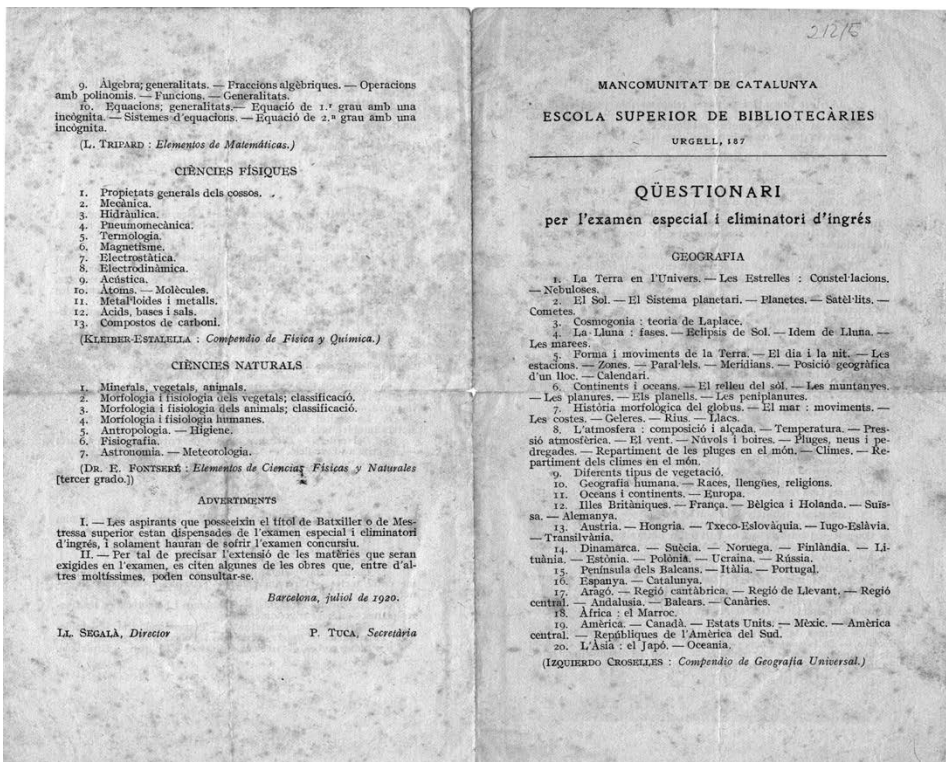 9. Àlgebra; generalitats. — Fraccions algèbriques. — Operacions
amb polinomis. — Funcions. — Generalitats.
10. Equacions; generalitats.— Equació de 1.r grau amb una
incògnita. — Sistemes d'equacions. — Equació de 2.n grau amb una
incògnita.
(L. TRIPARD : Elementos de Matemáticas.)
CIÈNCIES FÍSIQUES
1. Propietats generals dels cossos.
2. Mecànica.
3. Hidràulica.
4. Pneumomecànica.
5. Termologia.
6. Magnetisme.
7. Electrostàtica.
8. Electrodinàmica.
9. Acústica.
10. Àtoms. — Molècules.
11. Metal·loides i metalls.
12. Àcids, bases i sals.
13. Compostos de carboni.
(KLEIBER-ESTALELLA : Compendio de Física y Química.)
CIÈNCIES NATURALS
1. Minerals, vegetals, animals.
2. Morfologia i fisiologia dels vegetals; classificació.
3. Morfologia i fisiologia dels animals; classificació.
4. Morfologia i fisiologia humanes.
5. Antropologia. — Higiene.
6. Fisiografia.
7. Astronomia. — Meteorologia.
(DR. E. FONTSERÉ : Elementos de Ciencias Físicas y Naturales
[tercer grado.])
ADVERTIMENTS
I. — Les aspirants que posseeixin el títol de Batxiller o de Mes-
tressa superior estan dispensades de l'examen especial i eliminatori
d'ingrés, i solament hauran de sofrir l'examen concursiu.
II. — Per tal de precisar l'extensió de les matèries que seran
exigides en l'examen, es citen algunes de les obres que, entre d'al-
tres moltíssimes, poden consultar-se.
Barcelona, juliol de 1920.
LL. SEGALÀ, Director P. TUCA, Secretària
212/5
MANCOMUNITAT DE CATALUNYA
ESCOLA SUPERIOR DE BIBLIOTECÀRIES
URGELL, 187
QÜESTIONARI
per l'examen especial i eliminatori d'ingrés
GEOGRAFIA
1. La Terra en l'Univers. — Les Estrelles : Constel·lacions.
— Nebuloses.
2. El Sol. — El Sistema planetari. — Planetes. — Satèl·lits. —
Cometes.
3. Cosmogonia : teoria de Laplace.
4. La Lluna : fases. — Eclipsis de Sol. — Idem de Lluna. —
Les marees.
5. Forma i moviments de la Terra. — El dia i la nit. — Les
estacions. — Zones. — Paral·lels. — Meridians. — Posició geogràfica
d'un lloc. — Calendari.
6. Continents i oceans. — El relleu del sòl. — Les muntanyes.
— Les planures. — Els planells. — Les peniplanures.
7. Història morfològica del globus. — El mar : moviments. —
Les costes. — Geleres. — Rius. — Llacs.
8. L'atmosfera : composició i alçada. — Temperatura. — Pres-
sió atmosfèrica. — El vent. — Núvols i boires. — Pluges, neus i pe-
dregades. — Repartiment de les pluges en el món. — Climes. — Re-
partiment dels climes en el món.
9. Diferents tipus de vegetació.
10. Geografia humana. — Races, llengües, religions.
11. Oceans i continents. — Europa.
12. Illes Britàniques. — França. — Bèlgica i Holanda. — Suïs-
sa. — Alemanya.
13. Austria. — Hongria. — Txeco-Eslovàquia. — Iugo-Eslàvia.
— Transilvània.
14. Dinamarca. — Suècia. — Noruega. — Finlàndia. — Li-
tuània. — Estònia. — Polònia. — Ucraina. — Rússia.
15. Península dels Balcans. — Itàlia. — Portugal.
16. Espanya. — Catalunya.
17. Aragó. — Regió cantàbrica. — Regió de Llevant. — Regió
central. — Andalusia. — Balears. — Canàries.
18. Àfrica : el Marroc.
19. Amèrica. — Canadà. — Estats Units. — Mèxic. — Amèrica
central. — Repúbliques de l'Amèrica del Sud.
20. L'Àsia : el Japó. — Oceania.
(IZQUIERDO CROSELLES : Compendio de Geografia Universal.)